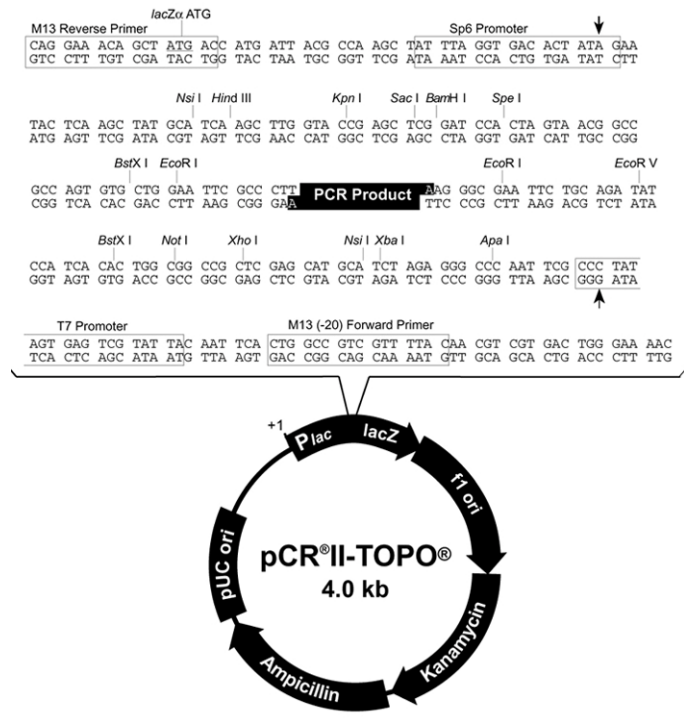 lacZα ATG
M13 Reverse Primer
Sp6 Promoter
CAG GAA ACA GCT ATG ACC ATG ATT ACG CCA AGC TAT TTA GGT GAC ACT ATA GAA
GTC CTT TGT CGA TAC TGG TAC TAA TGC GGT TCG ATA AAT CCA CTG TGA TAT CTT
Nsi I HindIII Kpn I Sac I BamH I Spe I
TAC TCA AGC TAT GCA TCA AGC TTG GTA CCG AGC TCG GAT CCA CTA GTA ACG GCC
ATG AGT TCG ATA CGT AGT TCG AAC CAT GGC TCG AGC CTA GGT GAT CAT TGC CGG
BstX I EcoR I EcoR I EcoR V
GCC AGT GTG CTG GAA TTC GCC CTT PCR Product AAG GGC GAA TTC TGC AGA TAT
CGG TCA CAC GAC CTT AAG CGG GAA TTC CCG CTT AAG ACG TCT ATA
BstX I Not I Xho I Nsi I Xba I Apa I
CCA TCA CAC TGG CGG CCG CTC GAG CAT GCA TCT AGA GGG CCC AAT TCG CCC TAT
GGT AGT GTG ACC GCC GGC GAG CTC GTA CGT AGA TCT CCC GGG TTA AGC GGG ATA
T7 Promoter
M13 (-20) Forward Primer
AGT GAG TCG TAT TAC AAT TCA CTG GCC GTC GTT TTA CAA CGT CGT GAC TGG GAA AAC
TCA CTC AGC ATA ATG TTA AGT GAC CGG CAG CAA AAT GTT GCA GCA CTG ACC CTT TTG
+1
Plac
lacZ
f1 ori
Kanamycin
Ampicillin
pUC ori
pCR®II-TOPO®
4.0 kb